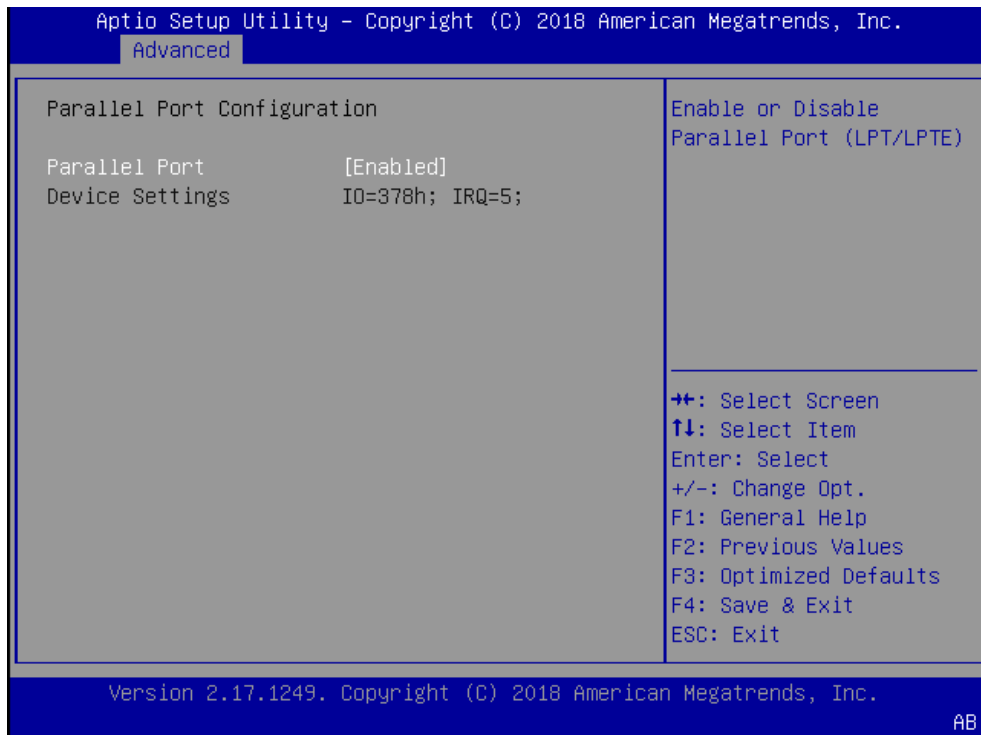 Aptio Setup Utility – Copyright (C) 2018 American Megatrends, Inc.
Advanced
Parallel Port Configuration
Parallel Port [Enabled]
Device Settings IO=378h; IRQ=5;
Enable or Disable
Parallel Port (LPT/LPTE)
→←: Select Screen
↑↓: Select Item
Enter: Select
+/-: Change Opt.
F1: General Help
F2: Previous Values
F3: Optimized Defaults
F4: Save & Exit
ESC: Exit
Version 2.17.1249. Copyright (C) 2018 American Megatrends, Inc.
AB